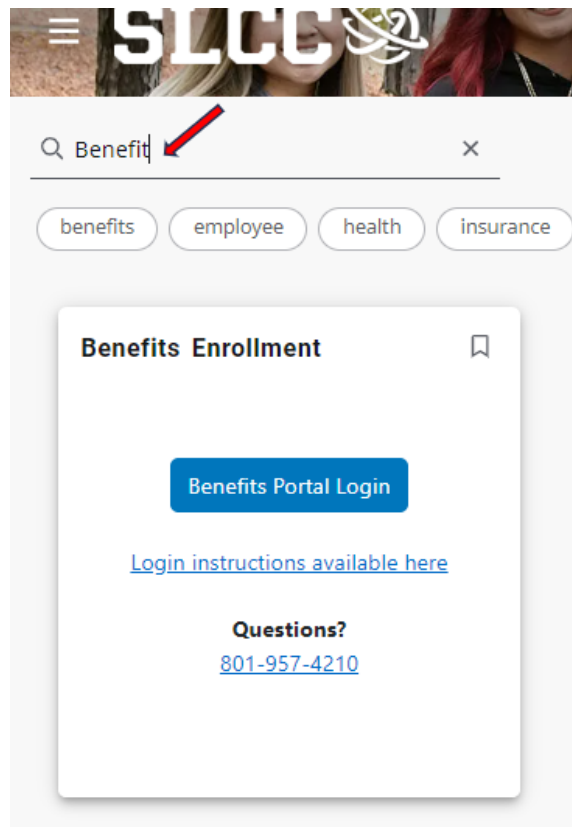 SLCC
Benefit
benefits employee health insurance
Benefits Enrollment
Benefits Portal Login
Login instructions available here
Questions?
801-957-4210